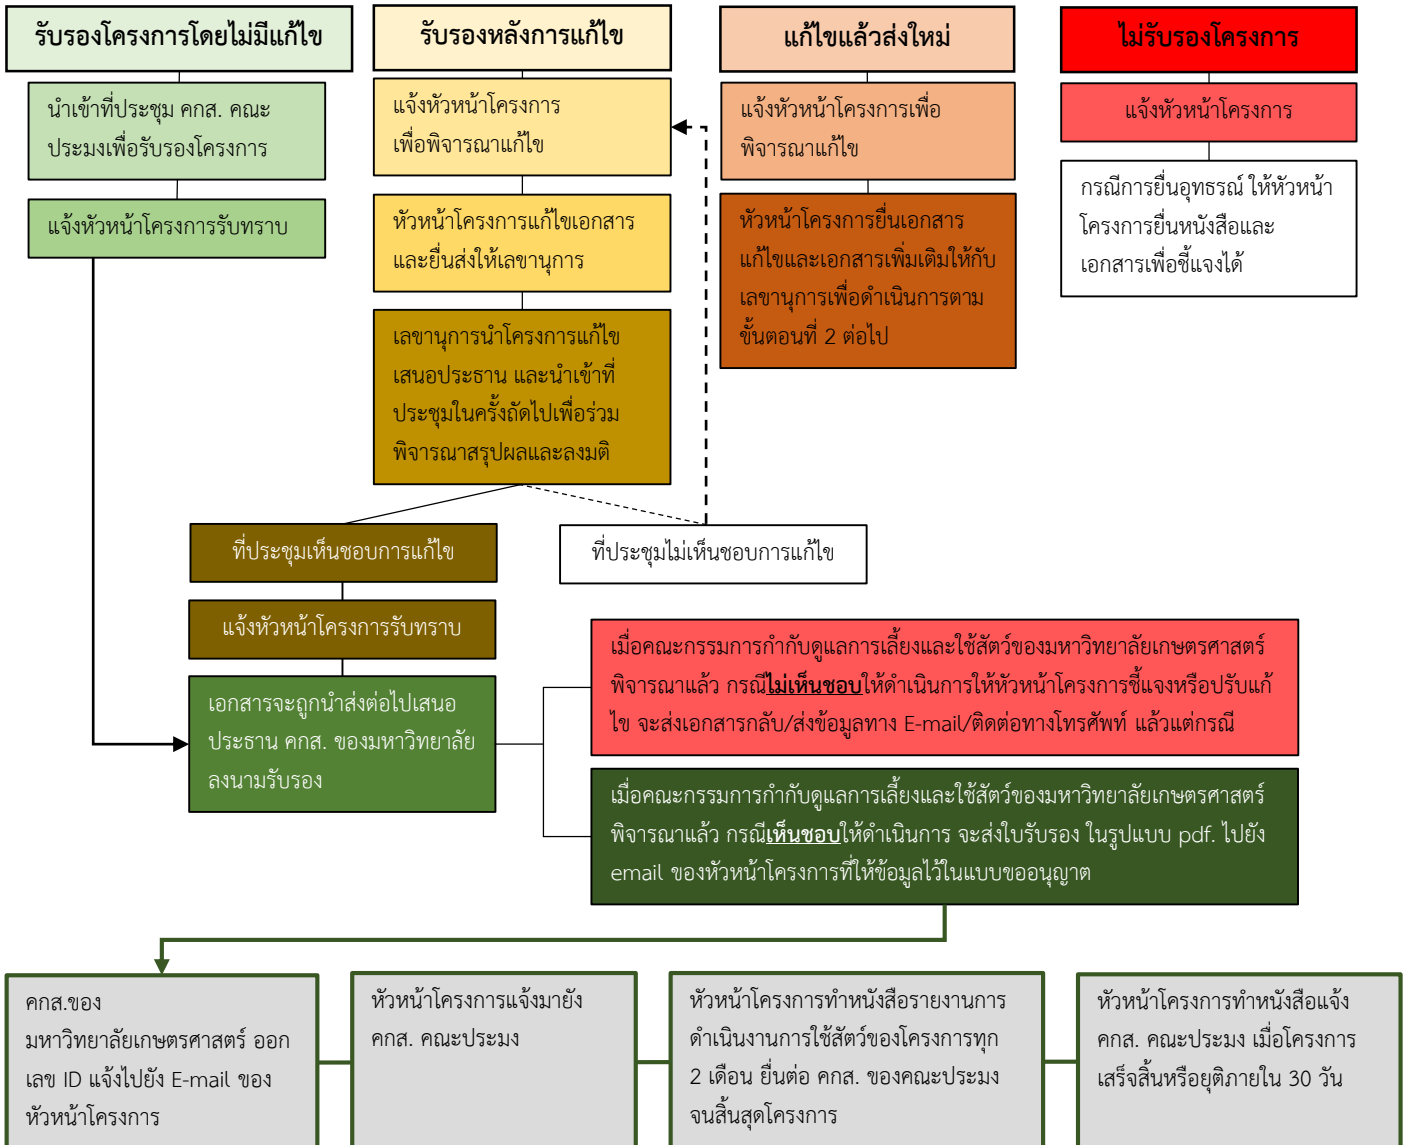 รับรองโครงการโดยไม่มีแก้ไข
นำเข้าที่ประชุม คกส. คณะ
ประมงเพื่อรับรองโครงการ
แจ้งหัวหน้าโครงการรับทราบ
รับรองหลังการแก้ไข
แจ้งหัวหน้าโครงการ
เพื่อพิจารณาแก้ไข
หัวหน้าโครงการแก้ไขเอกสาร
และยื่นส่งให้เลขานุการ
เลขานุการนำโครงการแก้ไข
เสนอประธาน และนำเข้าที่
ประชุมในครั้งถัดไปเพื่อร่วม
พิจารณาสรุปผลและลงมติ
แก้ไขแล้วส่งใหม่
แจ้งหัวหน้าโครงการเพื่อ
พิจารณาแก้ไข
หัวหน้าโครงการยื่นเอกสาร
แก้ไขและเอกสารเพิ่มเติมให้กับ
เลขานุการเพื่อดำเนินการตาม
ขั้นตอนที่ 2 ต่อไป
ไม่รับรองโครงการ
แจ้งหัวหน้าโครงการ
กรณีการยื่นอุทธรณ์ ให้หัวหน้า
โครงการยื่นหนังสือและ
เอกสารเพื่อชี้แจงได้
ที่ประชุมเห็นชอบการแก้ไข
ที่ประชุมไม่เห็นชอบการแก้ไข
แจ้งหัวหน้าโครงการรับทราบ
เอกสารจะถูกนำส่งต่อไปเสนอ
ประธาน คกส. ของมหาวิทยาลัย
ลงนามรับรอง
เมื่อคณะกรรมการกำกับดูแลการเลี้ยงและใช้สัตว์ของมหาวิทยาลัยเกษตรศาสตร์
พิจารณาแล้ว กรณีไม่เห็นชอบให้ดำเนินการให้หัวหน้าโครงการชี้แจงหรือปรับแก้
ไข จะส่งเอกสารกลับ/ส่งข้อมูลทาง E-mail/ติดต่อทางโทรศัพท์ แล้วแต่กรณี
เมื่อคณะกรรมการกำกับดูแลการเลี้ยงและใช้สัตว์ของมหาวิทยาลัยเกษตรศาสตร์
พิจารณาแล้ว กรณีเห็นชอบให้ดำเนินการ จะส่งใบรับรอง ในรูปแบบ pdf. ไปยัง
email ของหัวหน้าโครงการที่ให้ข้อมูลไว้ในแบบขออนุญาต
คกส.ของ
มหาวิทยาลัยเกษตรศาสตร์ ออก
เลข ID แจ้งไปยัง E-mail ของ
หัวหน้าโครงการ
หัวหน้าโครงการแจ้งมายัง
คกส. คณะประมง
หัวหน้าโครงการทำหนังสือรายงานการ
ดำเนินงานการใช้สัตว์ของโครงการทุก
2 เดือน ยื่นต่อ คกส. ของคณะประมง
จนสิ้นสุดโครงการ
หัวหน้าโครงการทำหนังสือแจ้ง
คกส. คณะประมง เมื่อโครงการ
เสร็จสิ้นหรือยุติภายใน 30 วัน